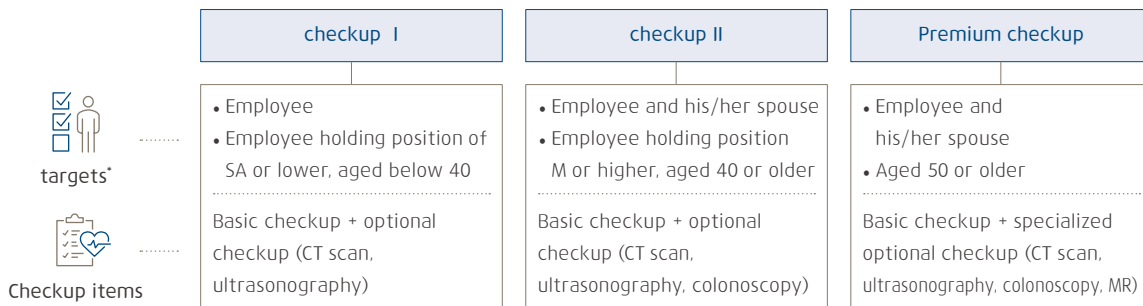 checkup I
checkup II
Premium checkup
targets*
• Employee
• Employee holding position of
SA or lower, aged below 40
• Employee and his/her spouse
• Employee holding position
M or higher, aged 40 or older
• Employee and
his/her spouse
• Aged 50 or older
Checkup items
Basic checkup + optional
checkup (CT scan,
ultrasonography)
Basic checkup + optional
checkup (CT scan,
ultrasonography, colonoscopy)
Basic checkup + specialized
optional checkup (CT scan,
ultrasonography, colonoscopy, MR)